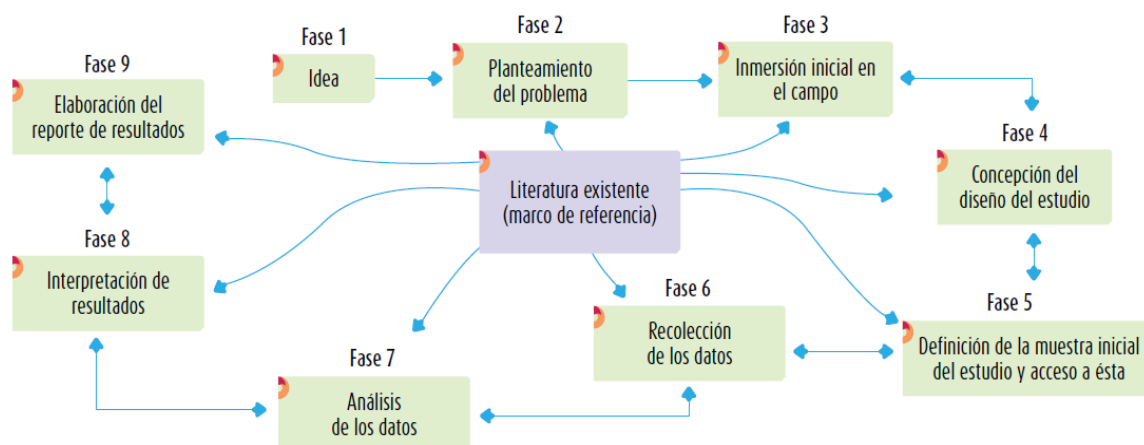 Fase 1
Idea
Fase 2
Planteamiento
del problema
Fase 3
Inmersión inicial en
el campo
Fase 4
Concepción del
diseño del estudio
Fase 5
Definición de la muestra inicial
del estudio y acceso a ésta
Fase 6
Recolección
de los datos
Fase 7
Análisis
de los datos
Fase 8
Interpretación de
resultados
Fase 9
Elaboración del
reporte de resultados
Literatura existente
(marco de referencia)